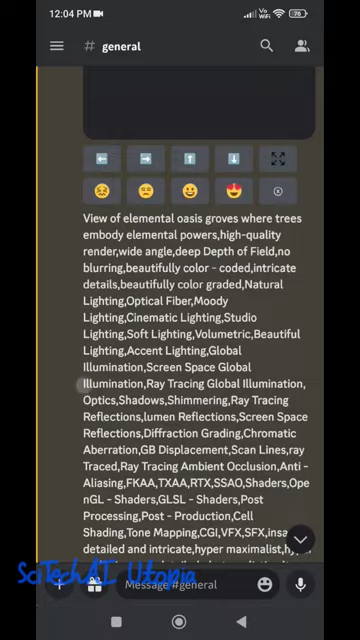 12:04 PM
Vo
WiFi
76
# general
View of elemental oasis groves where trees
embody elemental powers,high-quality
render,wide angle,deep Depth of Field,no
blurring,beautifully color - coded,intricate
details,beautifully color graded,Natural
Lighting,Optical Fiber,Moody
Lighting,Cinematic Lighting,Studio
Lighting,Soft Lighting,Volumetric,Beautiful
Lighting,Accent Lighting,Global
Illumination,Screen Space Global
Illumination,Ray Tracing Global Illumination,
Optics,Shadows,Shimmering,Ray Tracing
Reflections,lumen Reflections,Screen Space
Reflections,Diffraction Grading,Chromatic
Aberration,GB Displacement,Scan Lines,ray
Traced,Ray Tracing Ambient Occlusion,Anti -
Aliasing,FKAA,TXAA,RTX,SSAO,Shaders,Ope
nGL - Shaders,GLSL - Shaders,Post
Processing,Post - Production,Cell
Shading,Tone Mapping,CGI,VFX,SFX,insa
detailed and intricate,hyper maximalist,hyper
SciTechAI Utopia
Message #general